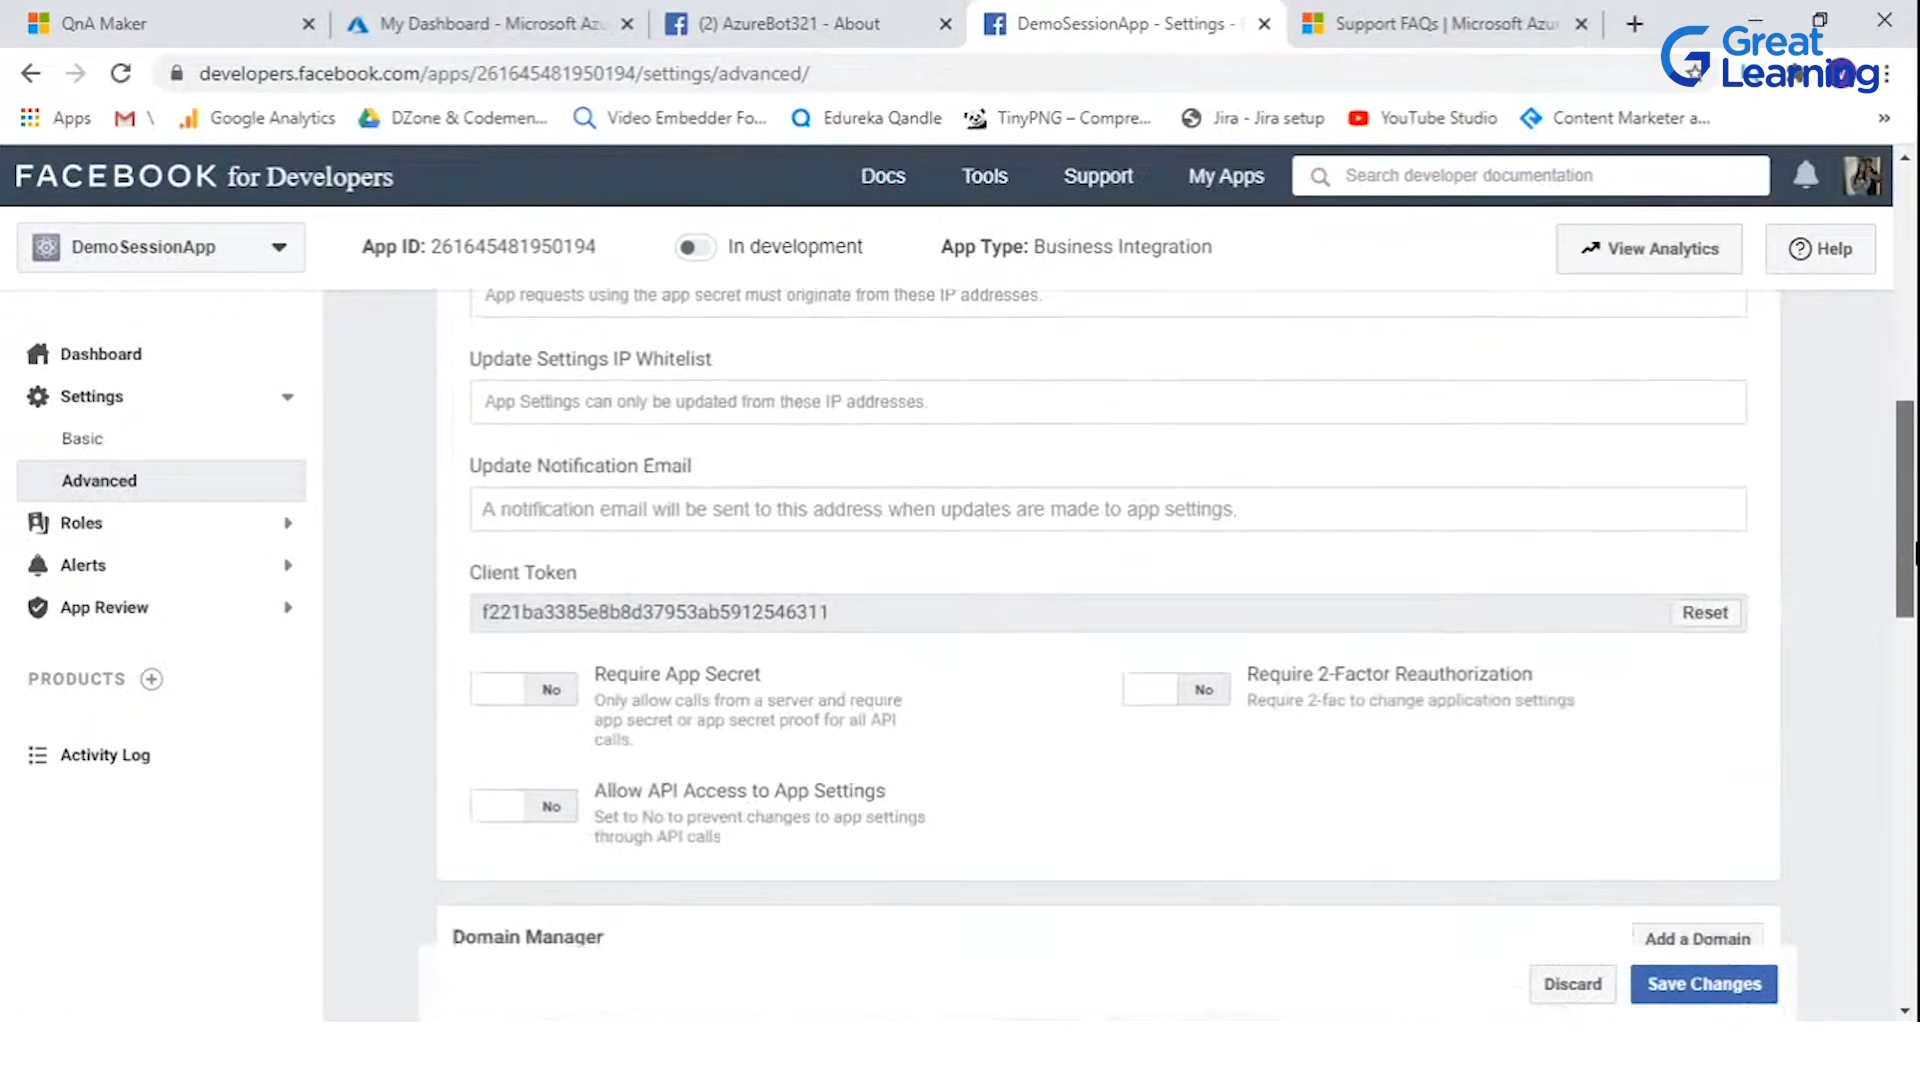 QnA Maker
My Dashboard - Microsoft Azu
(2) AzureBot321 - About
DemoSessionApp - Settings -
Support FAQs | Microsoft Azur
Great
Learning
developers.facebook.com/apps/261645481950194/settings/advanced/
Apps
\
Google Analytics
DZone & Codemen...
Video Embedder Fo...
Edureka Qandle
TinyPNG – Compre...
Jira - Jira setup
YouTube Studio
Content Marketer a...
»
FACEBOOK for Developers
Docs
Tools
Support
My Apps
Search developer documentation
DemoSessionApp
App ID: 261645481950194
In development
App Type: Business Integration
View Analytics
Help
App requests using the app secret must originate from these IP addresses.
Dashboard
Settings
Basic
Advanced
Roles
Alerts
App Review
PRODUCTS
Activity Log
Update Settings IP Whitelist
App Settings can only be updated from these IP addresses.
Update Notification Email
A notification email will be sent to this address when updates are made to app settings.
Client Token
f221ba3385e8b8d37953ab5912546311
Reset
No
Require App Secret
Only allow calls from a server and require
app secret or app secret proof for all API
calls.
No
Require 2-Factor Reauthorization
Require 2-fac to change application settings
No
Allow API Access to App Settings
Set to No to prevent changes to app settings
through API calls
Domain Manager
Add a Domain
Discard
Save Changes